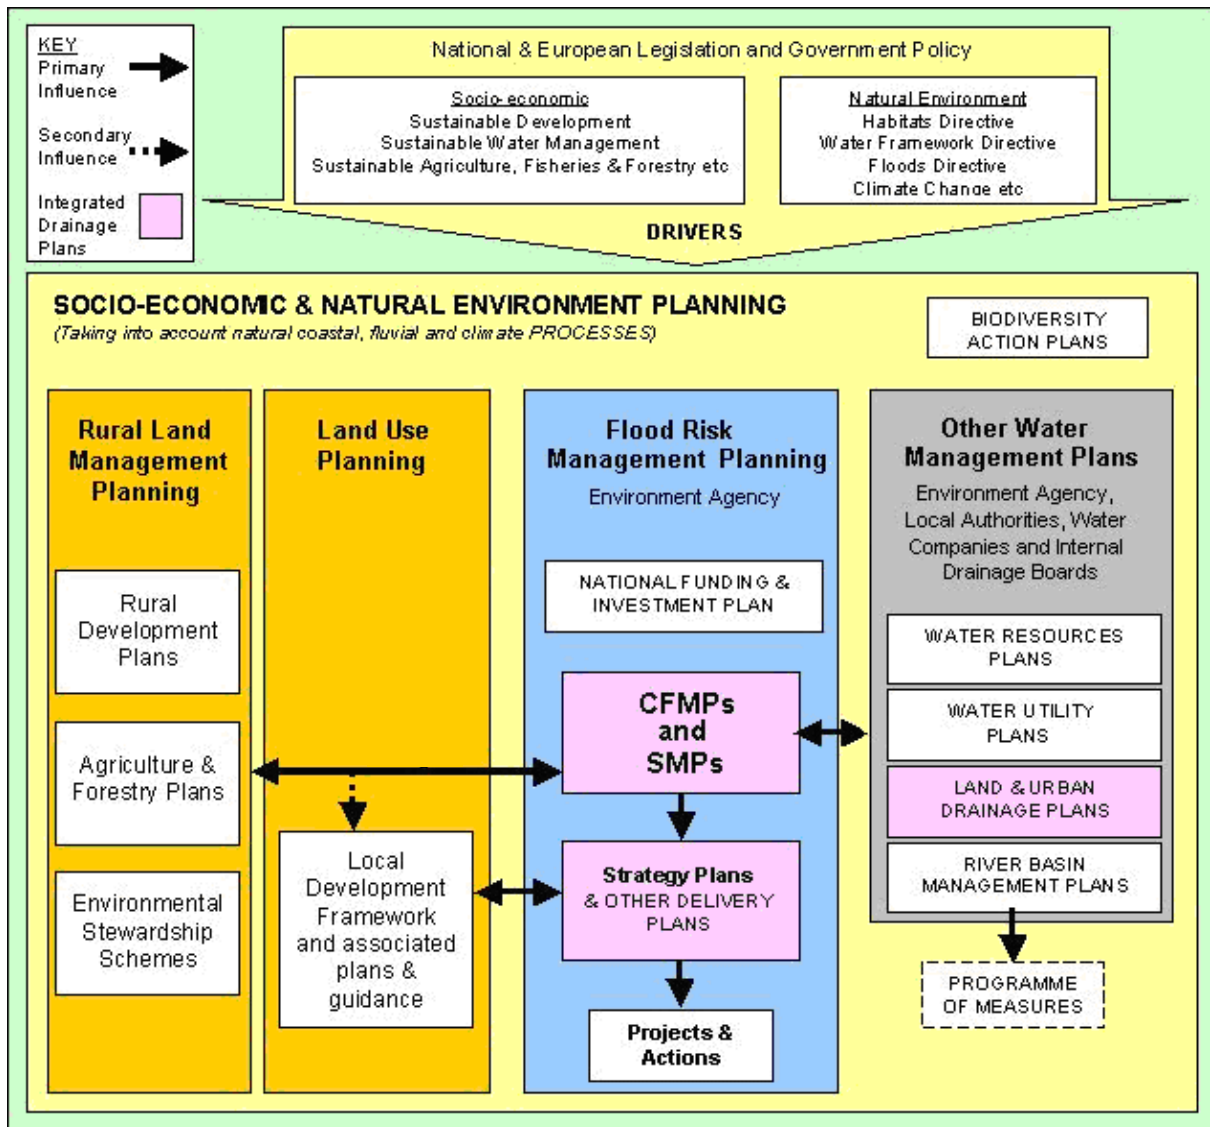 KEY
Primary
Influence
Secondary
Influence
Integrated
Drainage
Plans
National & European Legislation and Government Policy
Socio-economic
Sustainable Development
Sustainable Water Management
Sustainable Agriculture, Fisheries & Forestry etc
Natural Environment
Habitats Directive
Water Framework Directive
Floods Directive
Climate Change etc
DRIVERS
SOCIO-ECONOMIC & NATURAL ENVIRONMENT PLANNING
(Taking into account natural coastal, fluvial and climate PROCESSES)
BIODIVERSITY
ACTION PLANS
Rural Land
Management
Planning
Rural
Development
Plans
Agriculture &
Forestry Plans
Environmental
Stewardship
Schemes
Land Use
Planning
Local
Development
Framework
and associated
plans &
guidance
Flood Risk
Management Planning
Environment Agency
NATIONAL FUNDING &
INVESTMENT PLAN
CFMPs
and
SMPs
Strategy Plans
& OTHER DELIVERY
PLANS
Projects &
Actions
Other Water
Management Plans
Environment Agency,
Local Authorities, Water
Companies and Internal
Drainage Boards
WATER RESOURCES
PLANS
WATER UTILITY
PLANS
LAND & URBAN
DRAINAGE PLANS
RIVER BASIN
MANAGEMENT PLANS
PROGRAMME
OF MEASURES